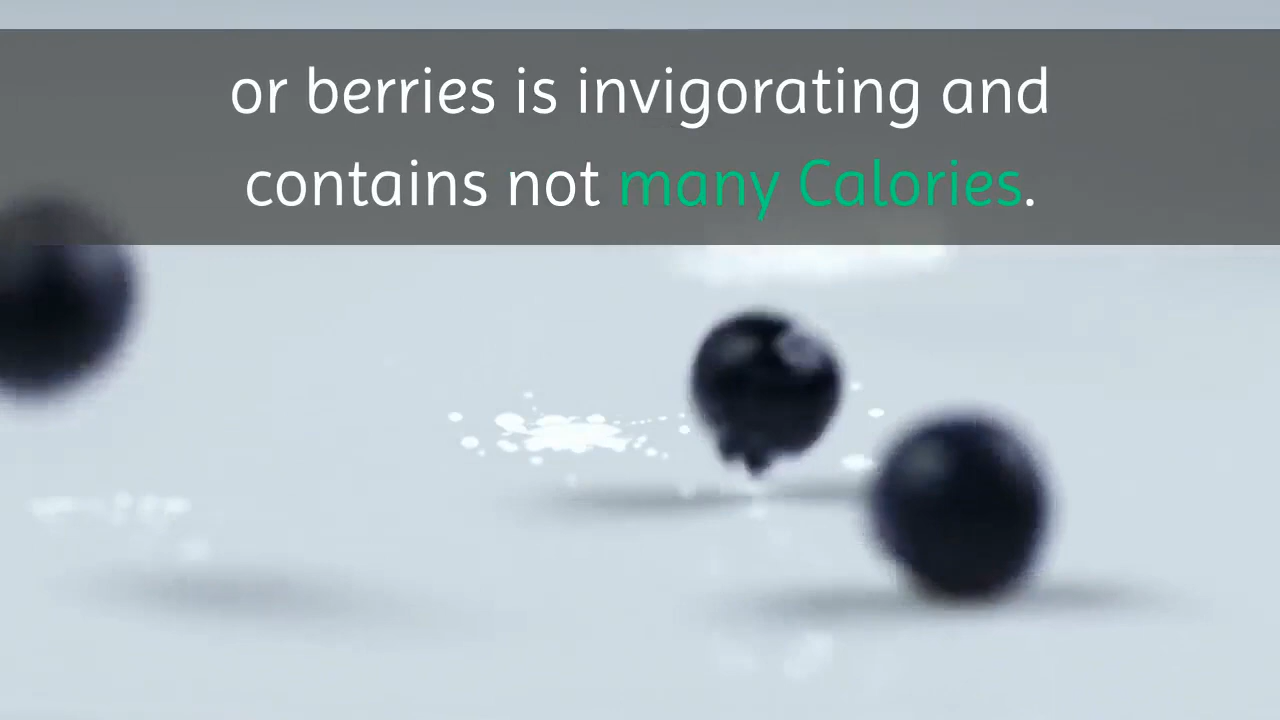 or berries is invigorating and
contains not many Calories.